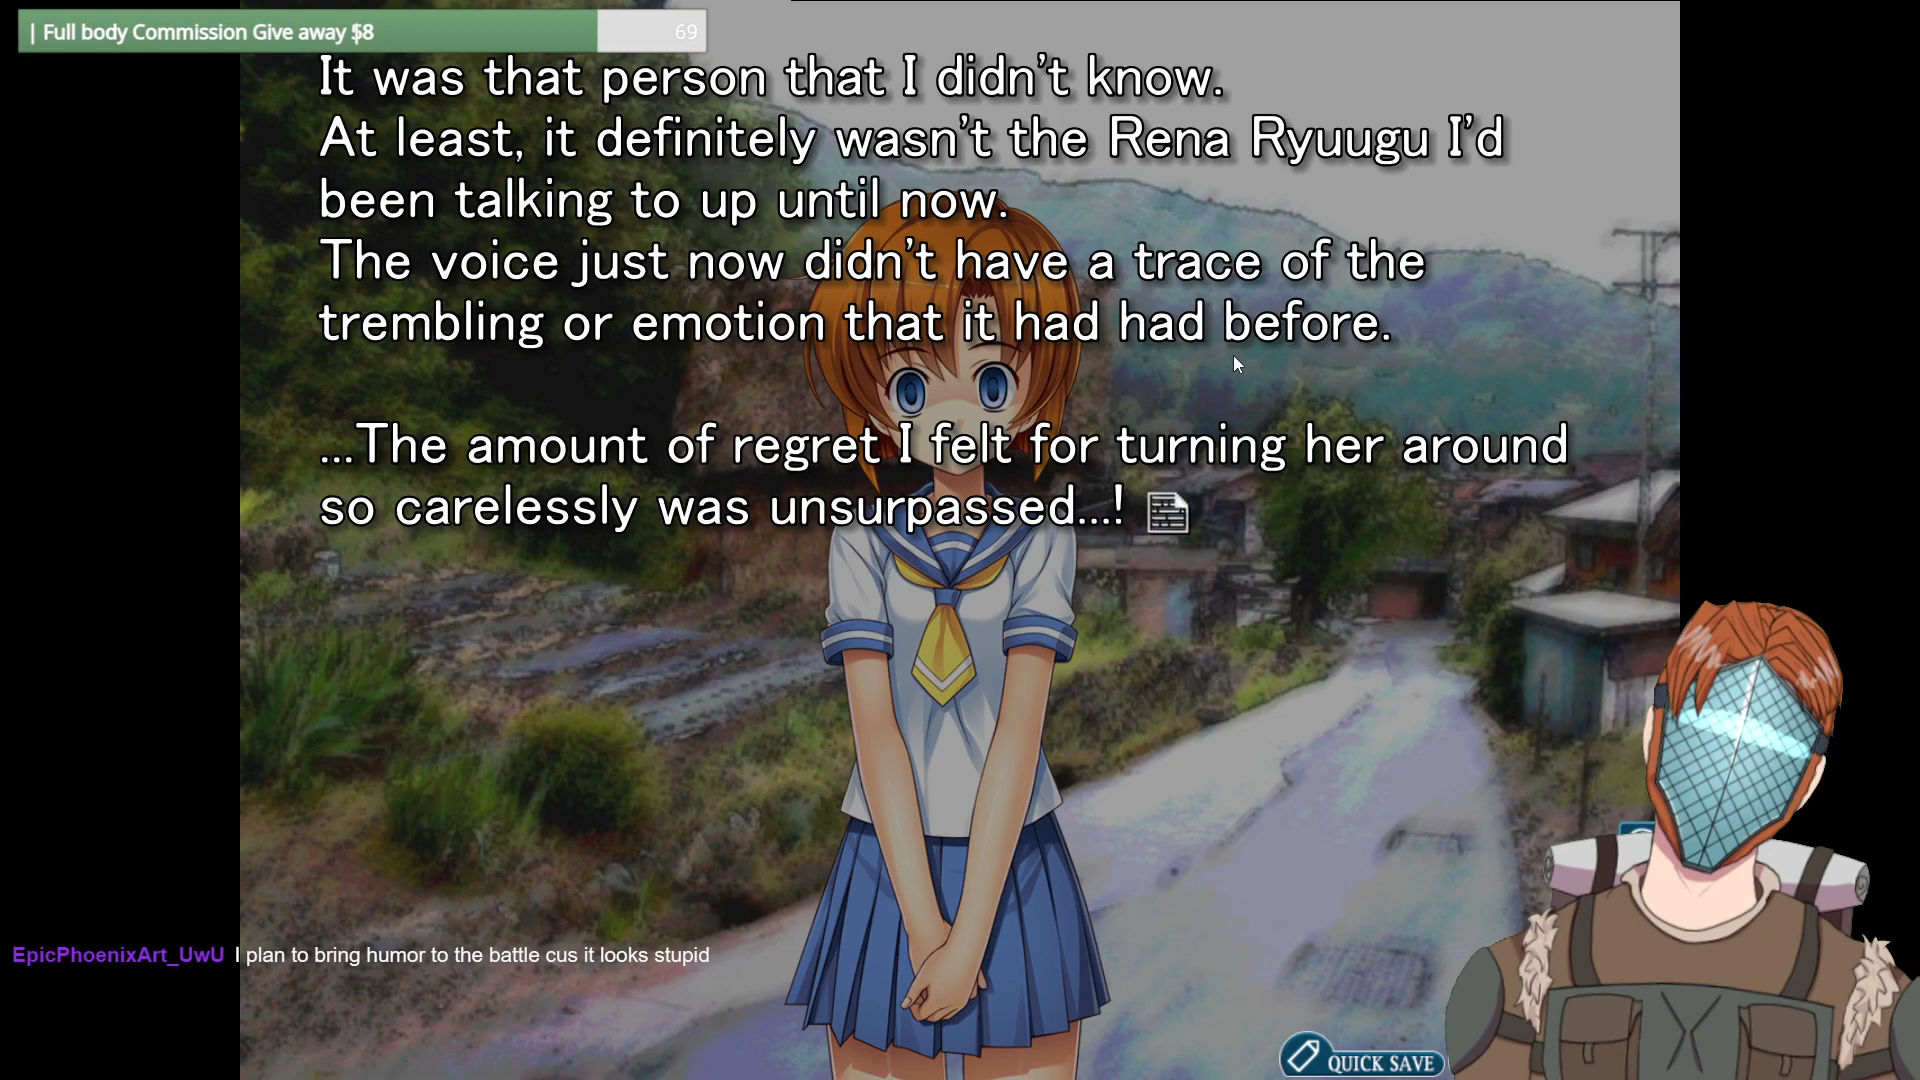 | Full body Commission Give away $8
69
It was that person that I didn't know.
At least, it definitely wasn't the Rena Ryuugu I'd
been talking to up until now.
The voice just now didn't have a trace of the
trembling or emotion that it had had before.
...The amount of regret I felt for turning her around
so carelessly was unsurpassed...!
EpicPhoenixArt_UwU I plan to bring humor to the battle cus it looks stupid
QUICK SAVE